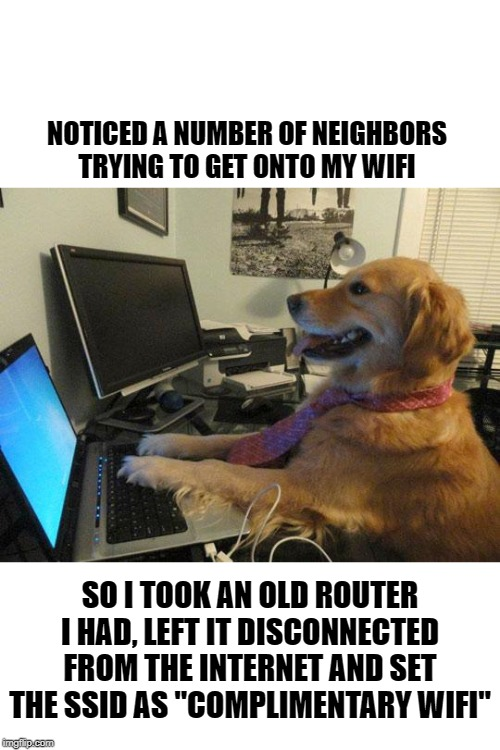 NOTICED A NUMBER OF NEIGHBORS
TRYING TO GET ONTO MY WIFI
SO I TOOK AN OLD ROUTER
I HAD, LEFT IT DISCONNECTED
FROM THE INTERNET AND SET
THE SSID AS "COMPLIMENTARY WIFI"
imgflip.com